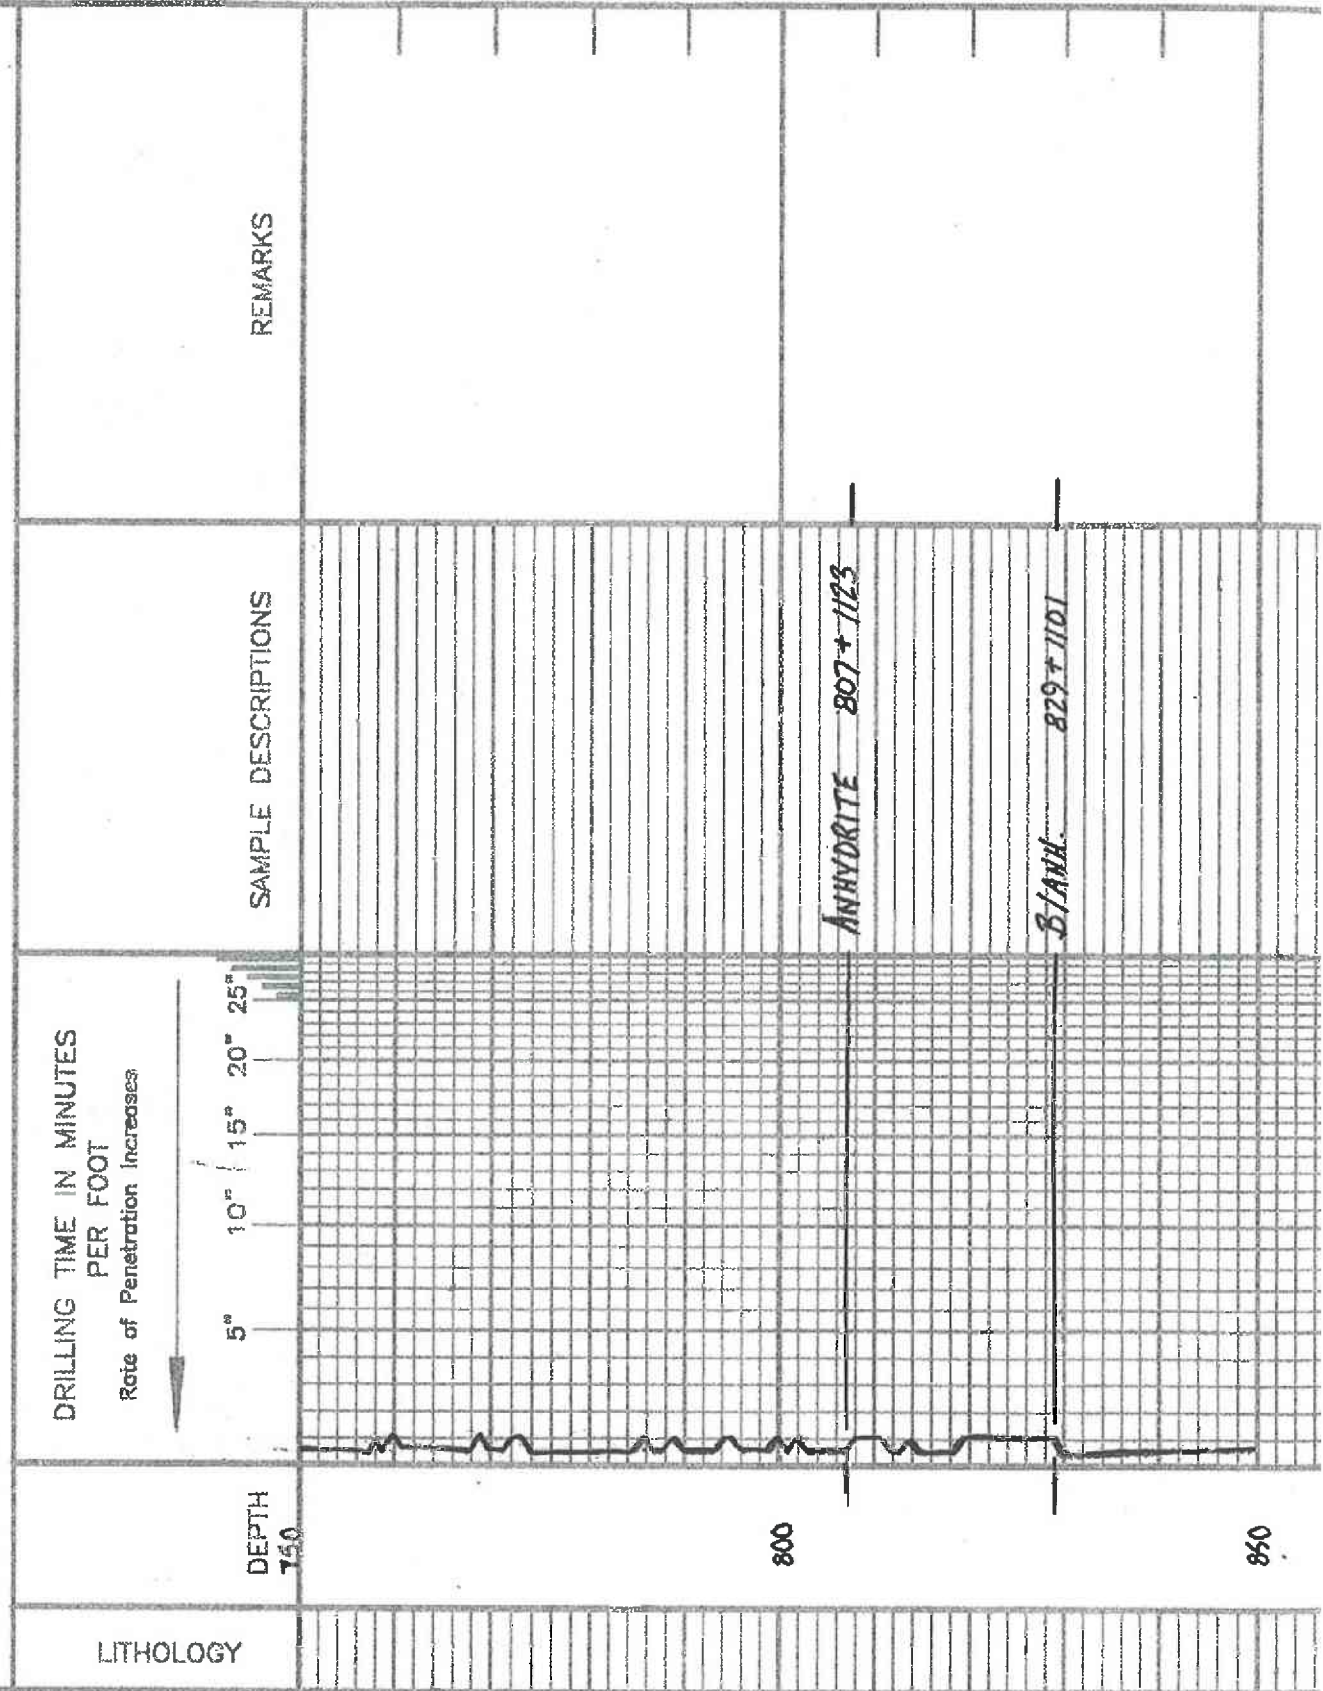 LITHOLOGY
DEPTH
DRILLING TIME IN MINUTES
PER FOOT
Rate of Penetration Increases
5" 10" 15" 20" 25"
SAMPLE DESCRIPTIONS
REMARKS
750
800
ANHYDRITE 807 + 1123
B/ANH. 829 + 1101
850